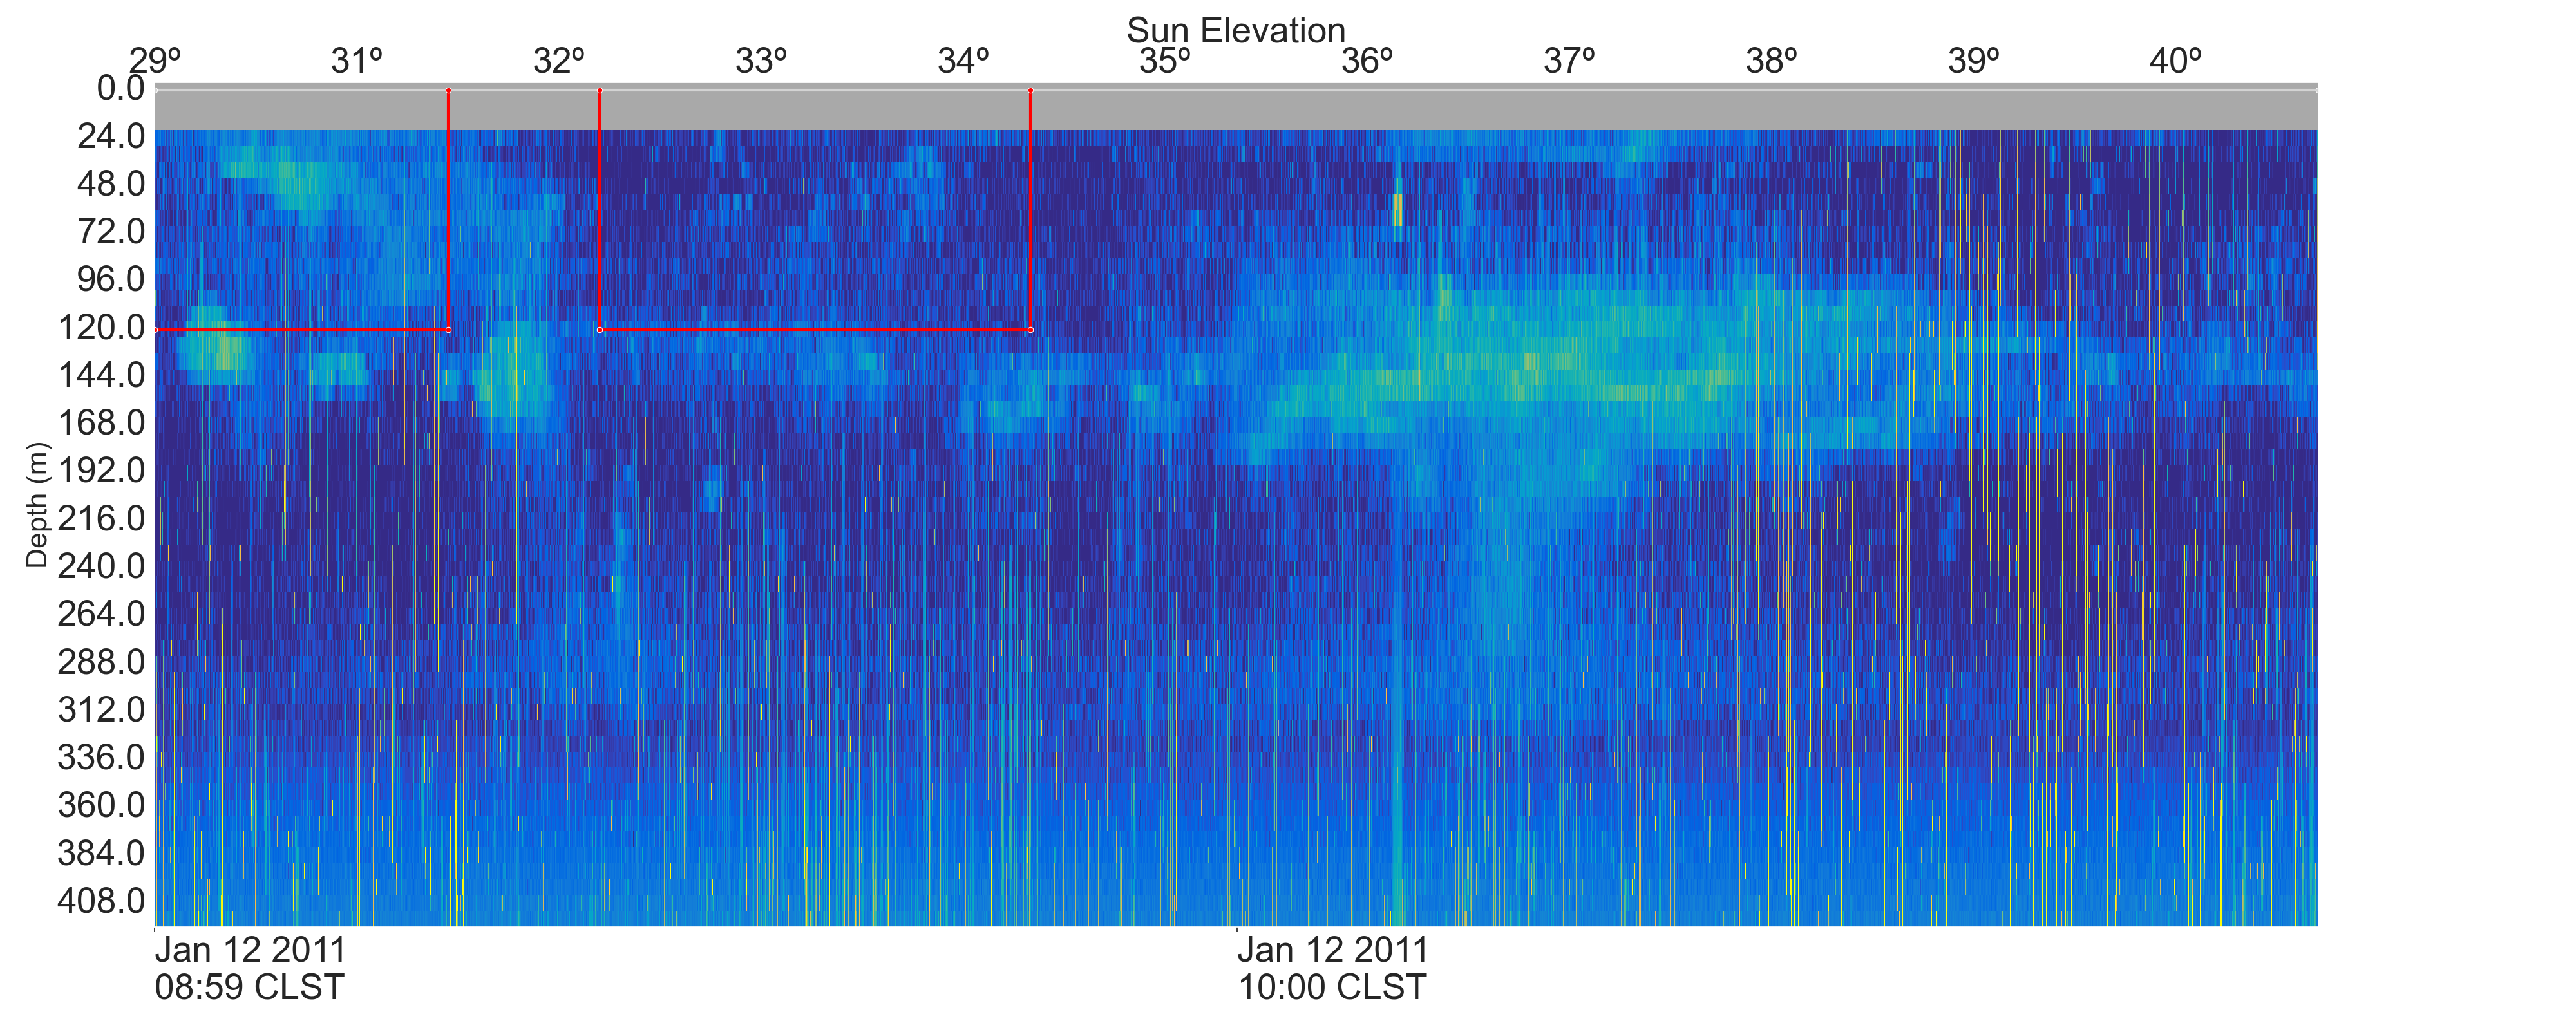 Sun Elevation
29º 31º 32º 33º 34º 35º 36º 37º 38º 39º 40º
0.0
24.0
48.0
72.0
96.0
120.0
144.0
168.0
192.0
216.0
240.0
264.0
288.0
312.0
336.0
360.0
384.0
408.0
Depth (m)
Jan 12 2011
08:59 CLST
Jan 12 2011
10:00 CLST